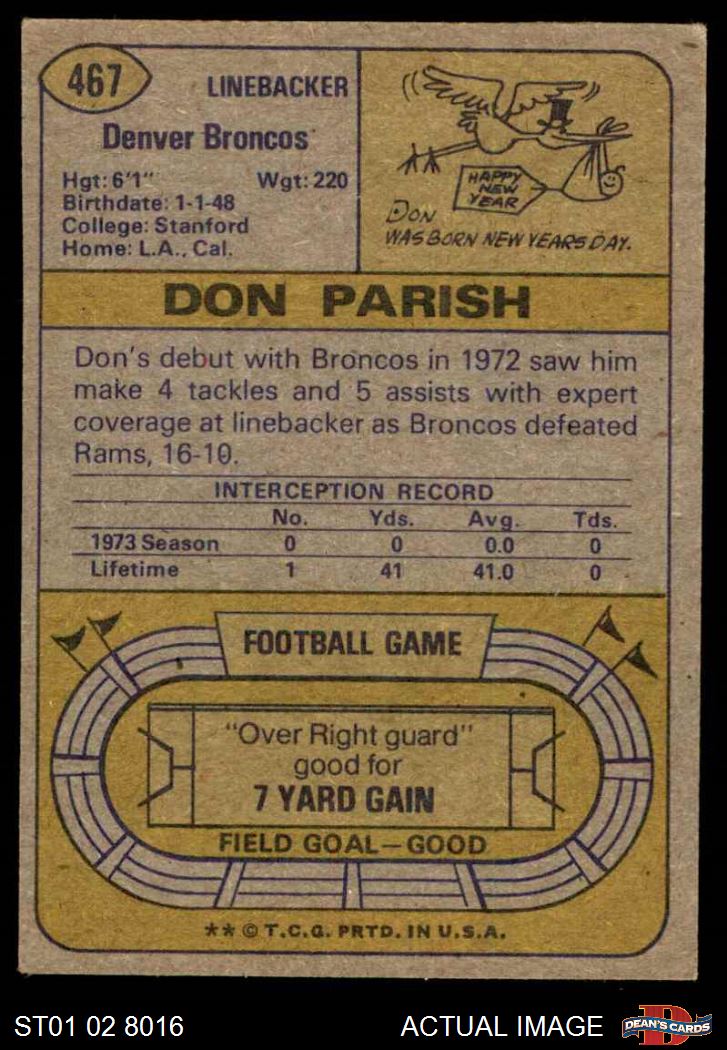 467
LINEBACKER
Denver Broncos
Hgt: 6'1" Wgt: 220
Birthdate: 1-1-48
College: Stanford
Home: L.A., Cal.
HAPPY
NEW
YEAR
DON
WAS BORN NEW YEARS DAY.
DON PARISH
Don's debut with Broncos in 1972 saw him
make 4 tackles and 5 assists with expert
coverage at linebacker as Broncos defeated
Rams, 16-10.
INTERCEPTION RECORD
No. Yds. Avg. Tds.
1973 Season 0 0 0.0 0
Lifetime 1 41 41.0 0
FOOTBALL GAME
"Over Right guard"
good for
7 YARD GAIN
FIELD GOAL—GOOD
** © T.C.G. PRTD. IN U.S.A.
ST01 02 8016 ACTUAL IMAGE
D
DEAN'S CARDS